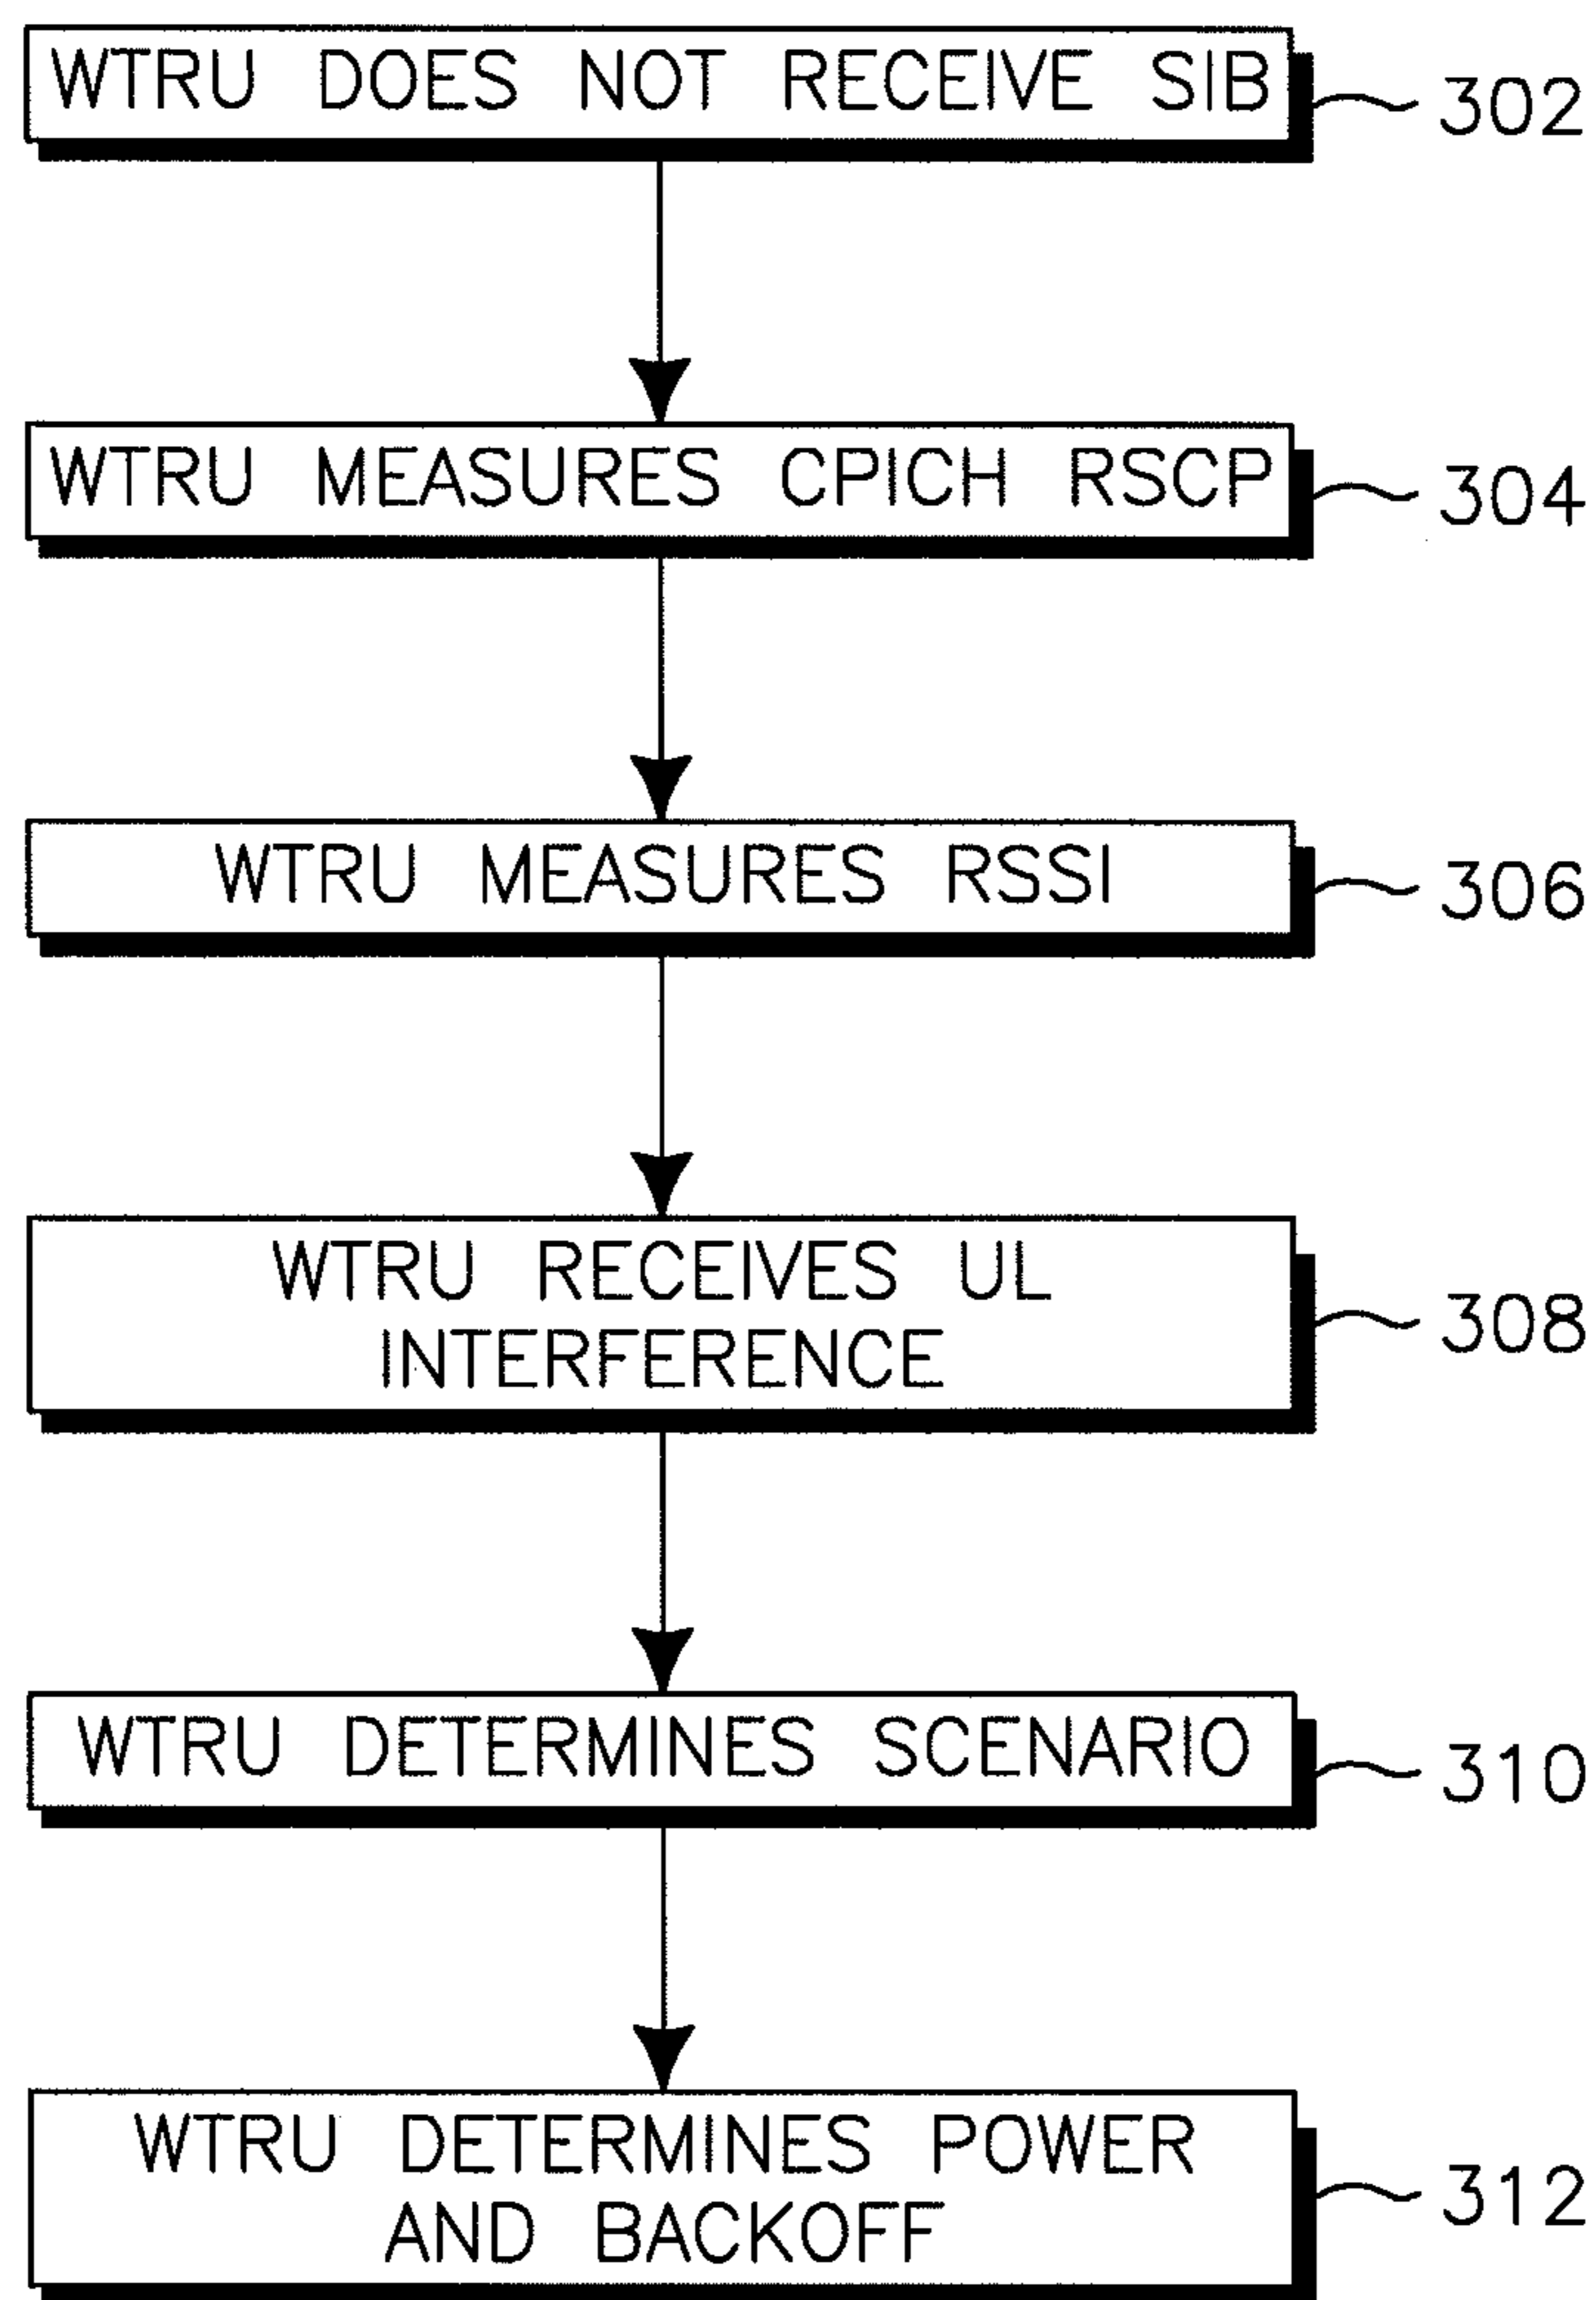 WTRU DOES NOT RECEIVE SIB
302
WTRU MEASURES CPICH RSCP
304
WTRU MEASURES RSSI
306
WTRU RECEIVES UL
INTERFERENCE
308
WTRU DETERMINES SCENARIO
310
WTRU DETERMINES POWER
AND BACKOFF
312